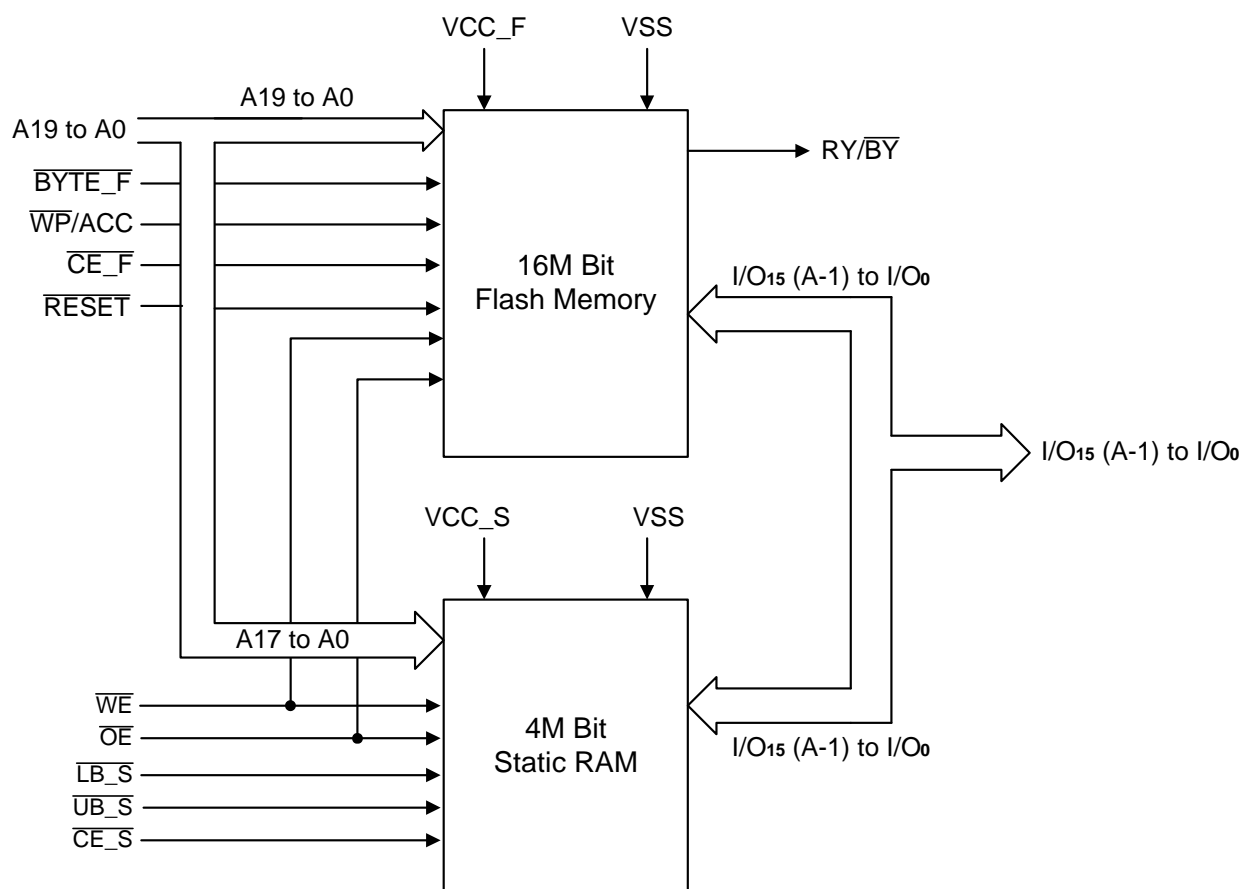 VCC_F VSS
A19 to A0
A19 to A0
BYTE_F
WP/ACC
CE_F
RESET
RY/BY
16M Bit
Flash Memory
I/O15 (A-1) to I/O0
I/O15 (A-1) to I/O0
VCC_S VSS
A17 to A0
WE
OE
LB_S
UB_S
CE_S
4M Bit
Static RAM
I/O15 (A-1) to I/O0